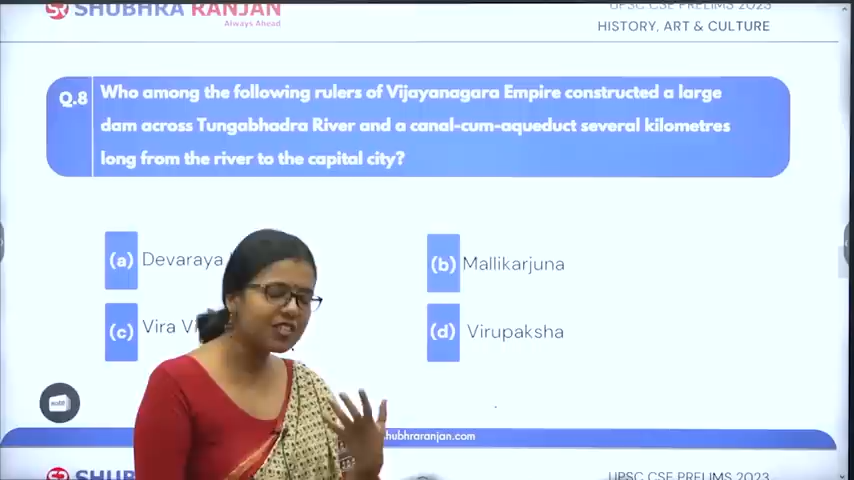 SHUBHRA RANJAN
Always Ahead
UPSC CSE PRELIMS 2023
HISTORY, ART & CULTURE
Q.8
Who among the following rulers of Vijayanagara Empire constructed a large
dam across Tungabhadra River and a canal-cum-aqueduct several kilometres
long from the river to the capital city?
(a) Devaraya
(b) Mallikarjuna
(c) Vira
(d) Virupaksha
hubhraranjan.com
SHUB
UPSC CSE PRELIMS 2023